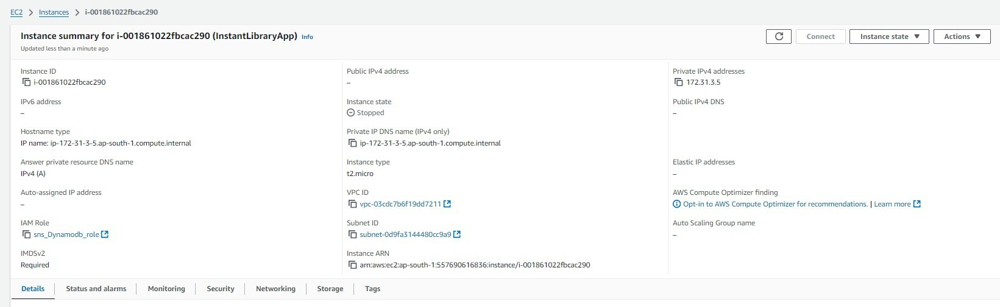 EC2 > Instances > i-001861022fbcac290
Instance summary for i-001861022fbcac290 (InstantLibraryApp) Info
Updated less than a minute ago
Connect
Instance state
Actions
Instance ID
i-001861022fbcac290
Public IPv4 address
–
Private IPv4 addresses
172.31.3.5
IPv6 address
–
Instance state
Stopped
Public IPv4 DNS
–
Hostname type
IP name: ip-172-31-3-5.ap-south-1.compute.internal
Private IP DNS name (IPv4 only)
ip-172-31-3-5.ap-south-1.compute.internal
Answer private resource DNS name
IPv4 (A)
Instance type
t2.micro
Elastic IP addresses
–
Auto-assigned IP address
–
VPC ID
vpc-03cdc7b6f19dd7211
AWS Compute Optimizer finding
Opt-in to AWS Compute Optimizer for recommendations. | Learn more
IAM Role
sns_Dynamodb_role
Subnet ID
subnet-0d9fa3144480cc9a9
Auto Scaling Group name
–
IMDSv2
Required
Instance ARN
arn:aws:ec2:ap-south-1:557690616836:instance/i-001861022fbcac290
Details
Status and alarms
Monitoring
Security
Networking
Storage
Tags